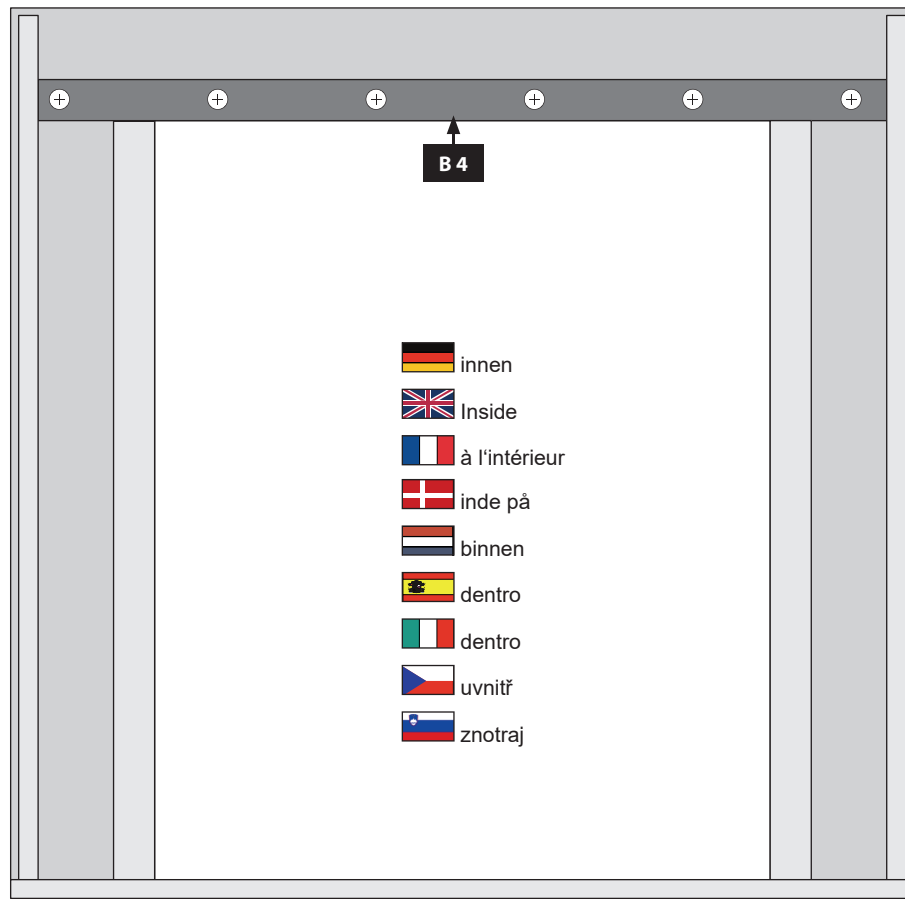 B 4
innen
Inside
à l‘intérieur
inde på
binnen
dentro
dentro
uvnitř
znotraj